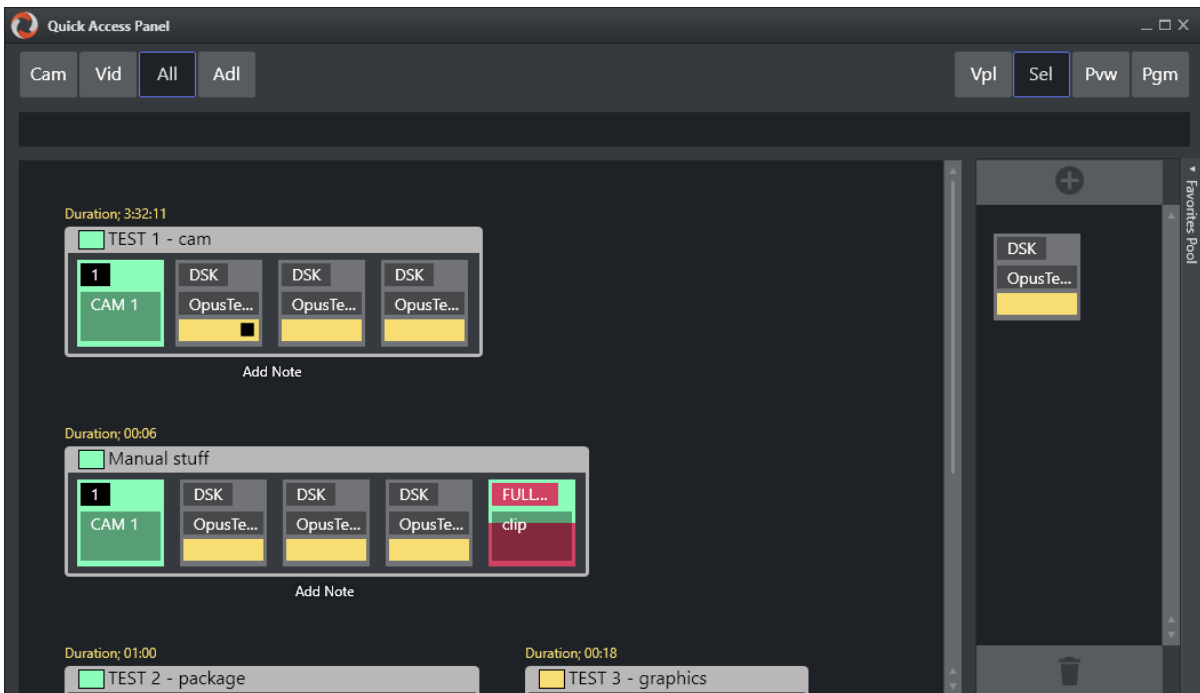 Quick Access Panel
Cam Vid All Adl Vpl Sel Pvw Pgm
Favorites Pool
Duration; 3:32:11
TEST 1 - cam
1 DSK DSK DSK
CAM 1 OpusTe... OpusTe... OpusTe...
Add Note
DSK
OpusTe...
Duration; 00:06
Manual stuff
1 DSK DSK DSK FULL...
CAM 1 OpusTe... OpusTe... OpusTe... clip
Add Note
Duration; 01:00 Duration; 00:18
TEST 2 - package TEST 3 - graphics